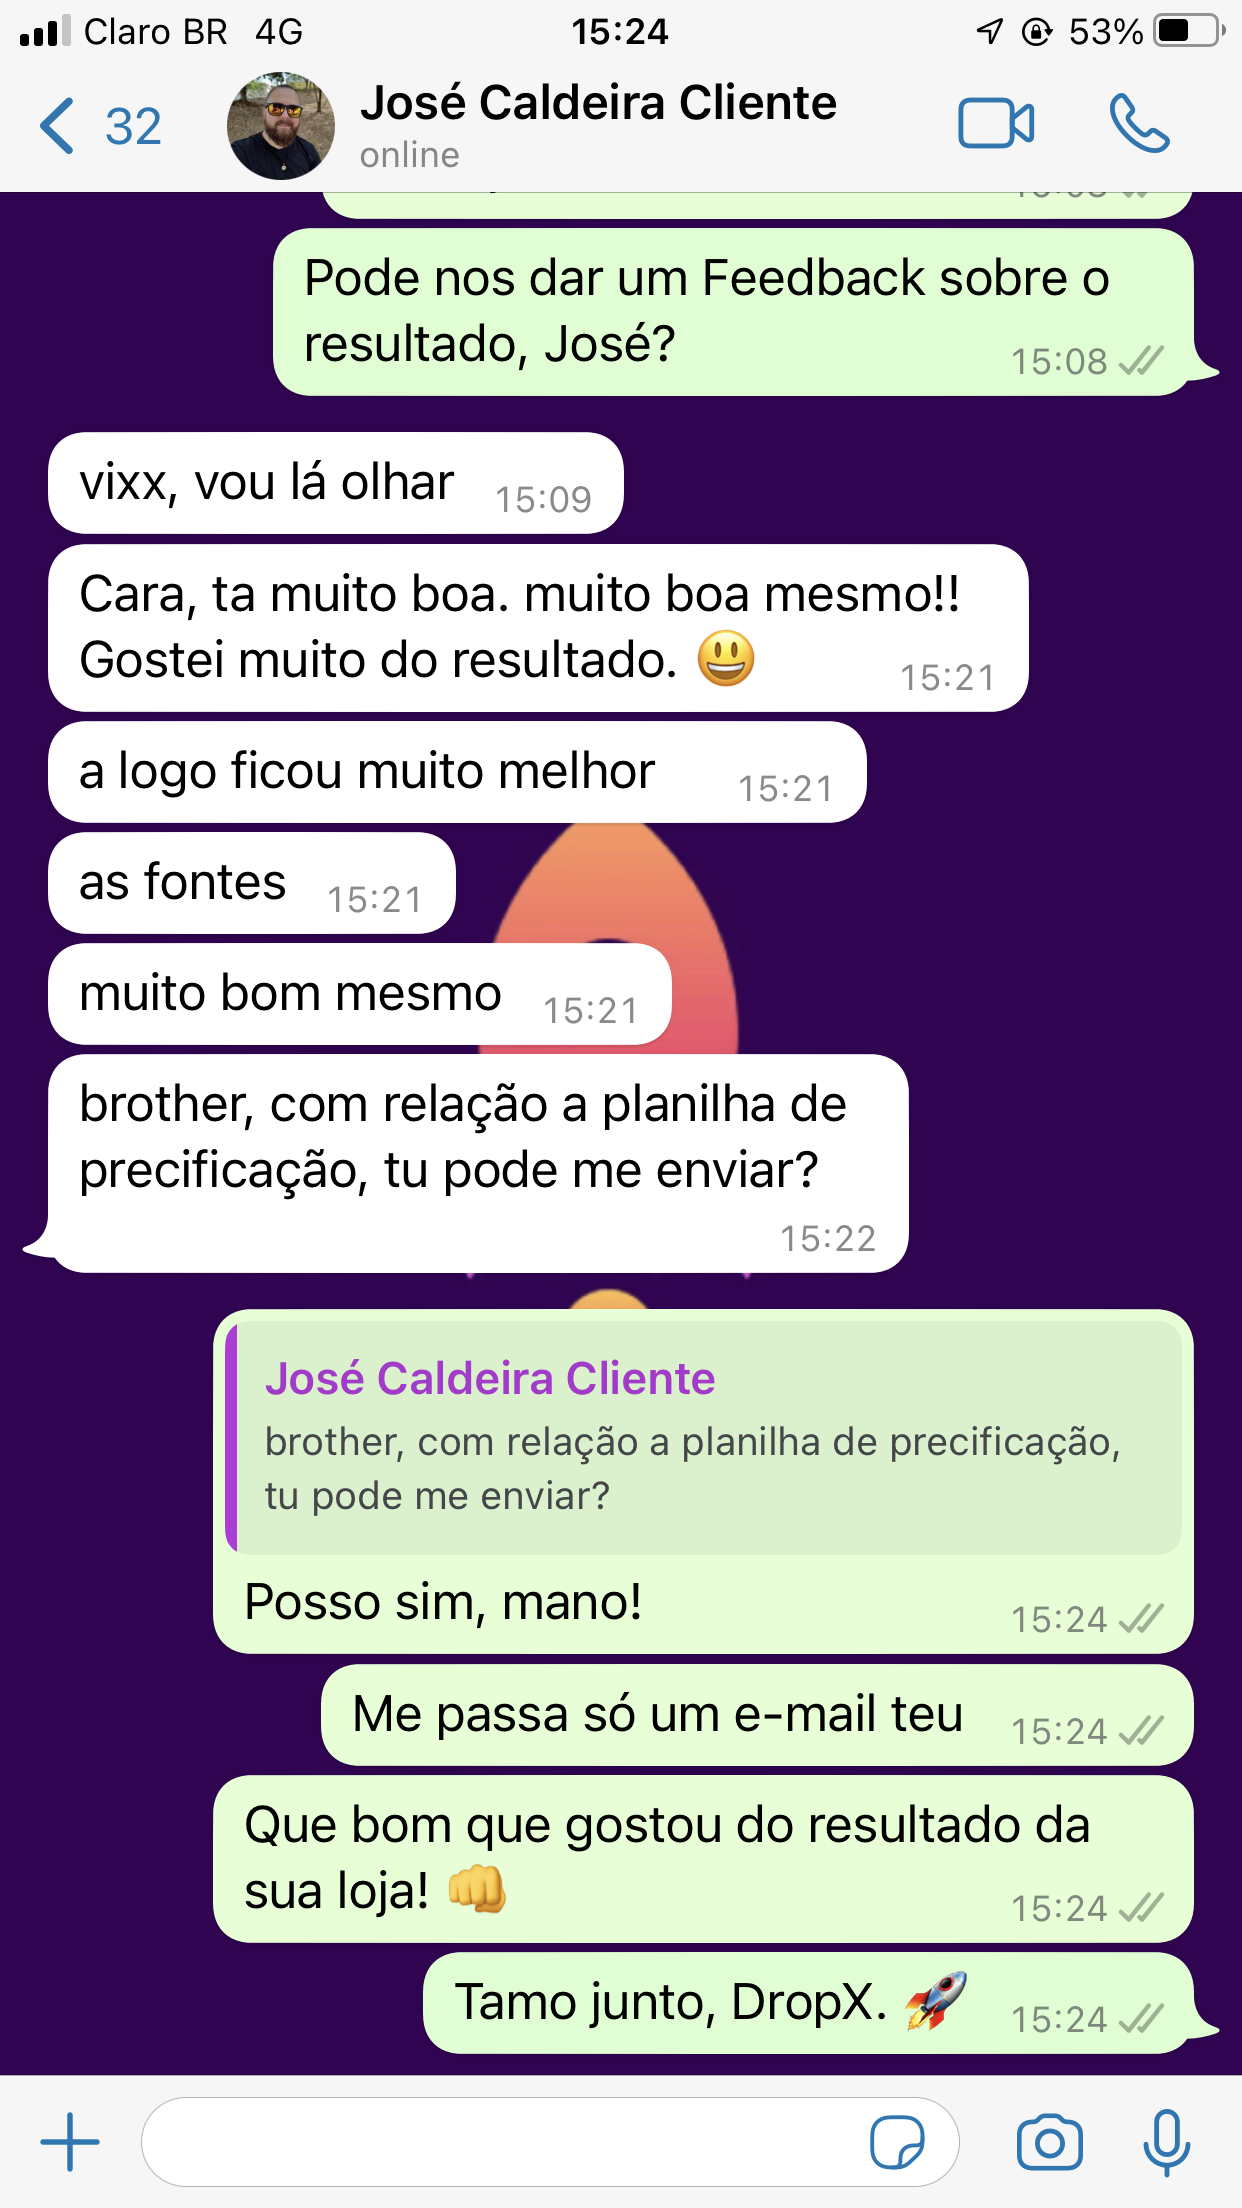 Claro BR 4G 15:24 53%
32 José Caldeira Cliente
online
Pode nos dar um Feedback sobre o
resultado, José?
15:08
vixx, vou lá olhar 15:09
Cara, ta muito boa. muito boa mesmo!!
Gostei muito do resultado. 😃 15:21
a logo ficou muito melhor 15:21
as fontes 15:21
muito bom mesmo 15:21
brother, com relação a planilha de
precificação, tu pode me enviar?
15:22
José Caldeira Cliente
brother, com relação a planilha de precificação,
tu pode me enviar?
Posso sim, mano! 15:24
Me passa só um e-mail teu 15:24
Que bom que gostou do resultado da
sua loja! 👊 15:24
Tamo junto, DropX. 🚀 15:24